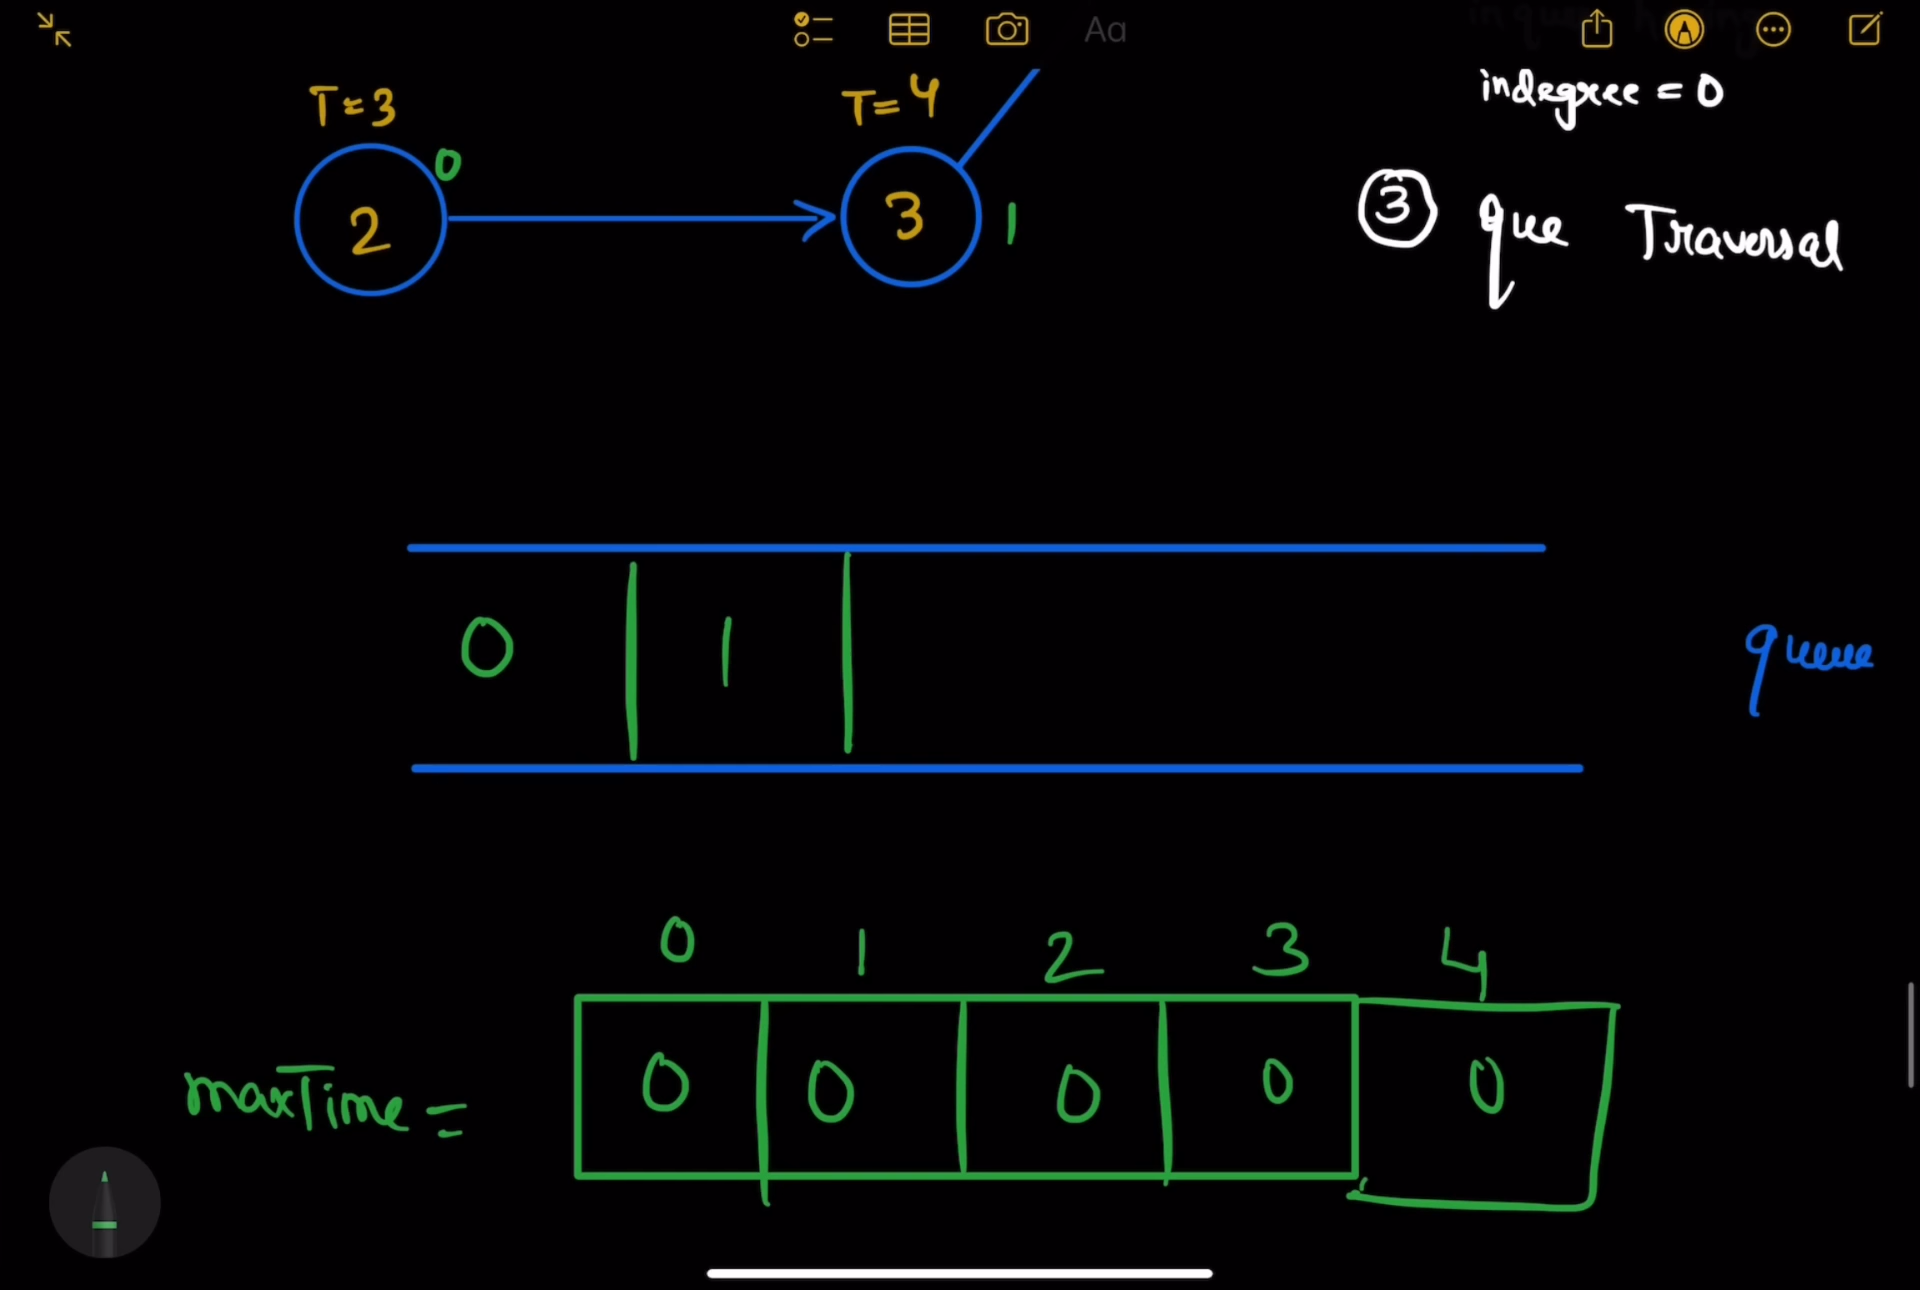 Aa
indegree = 0
T=3
T=4
0
2
3
1
③ que Traversal
0 1
queue
0 1 2 3 4
maxTime =
0 0 0 0 0